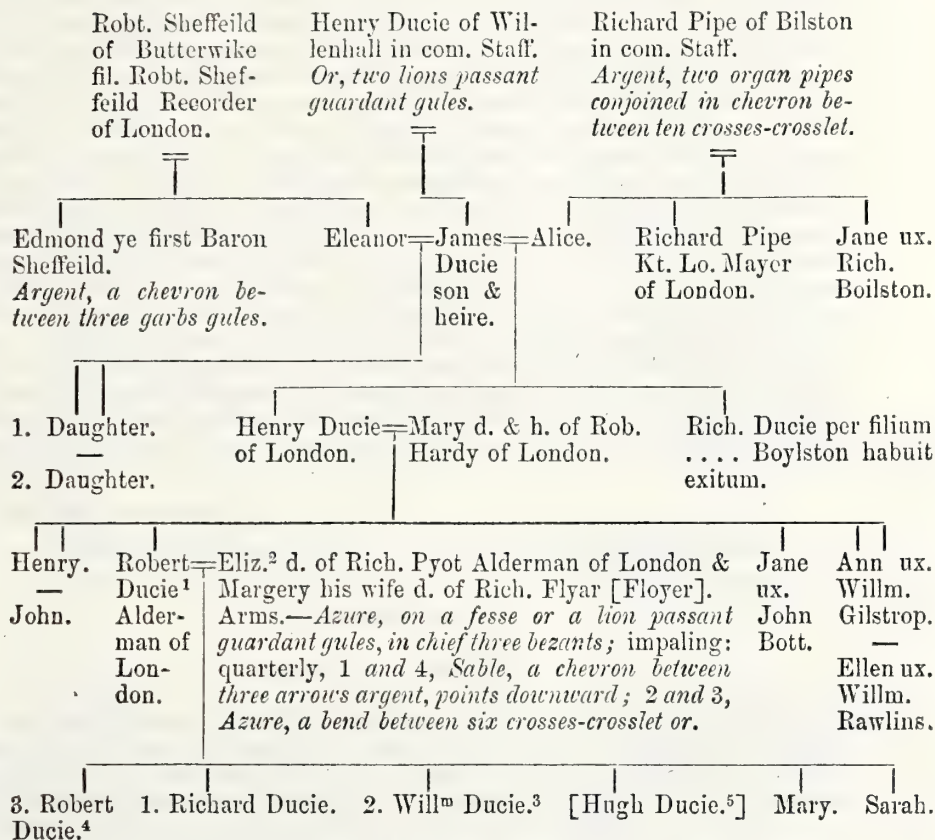 Robt. Sheffeild
of Butterwike
fil. Robt. Shef-
feild Recorder
of London.
Henry Ducie of Wil-
lenhall in com. Staff.
Or, two lions passant
guardant gules.
Richard Pipe of Bilston
in com. Staff.
Argent, two organ pipes
conjoined in chevron be-
tween ten crosses-crosslet.
Edmond ye first Baron
Sheffeild.
Argent, a chevron be-
tween three garbs gules.
Eleanor=James=Alice.
Ducie
son &
heire.
Richard Pipe
Kt. Lo. Mayer
of London.
Jane ux.
Rich.
Boilston.
1. Daughter.
—
2. Daughter.
Henry Ducie=Mary d. & h. of Rob.
of London. Hardy of London.
Rich. Ducie per filium
.... Boylston habuit
exitum.
Henry.
—
John.
Robert=Eliz.² d. of Rich. Pyot Alderman of London &
Ducie¹ Margery his wife d. of Rich. Flyar [Floyer].
Alder- Arms.—Azure, on a fesse or a lion passant
man of guardant gules, in chief three bezants; impaling:
Lon- quarterly, 1 and 4, Sable, a chevron between
don. three arrows argent, points downward; 2 and 3,
Azure, a bend between six crosses-crosslet or.
Jane
ux.
John
Bott.
Ann ux.
Willm.
Gilstrop.
—
Ellen ux.
Willm.
Rawlins.
3. Robert 1. Richard Ducie. 2. Willᵐ Ducie.³ [Hugh Ducie.⁵] Mary. Sarah.
Ducie.⁴